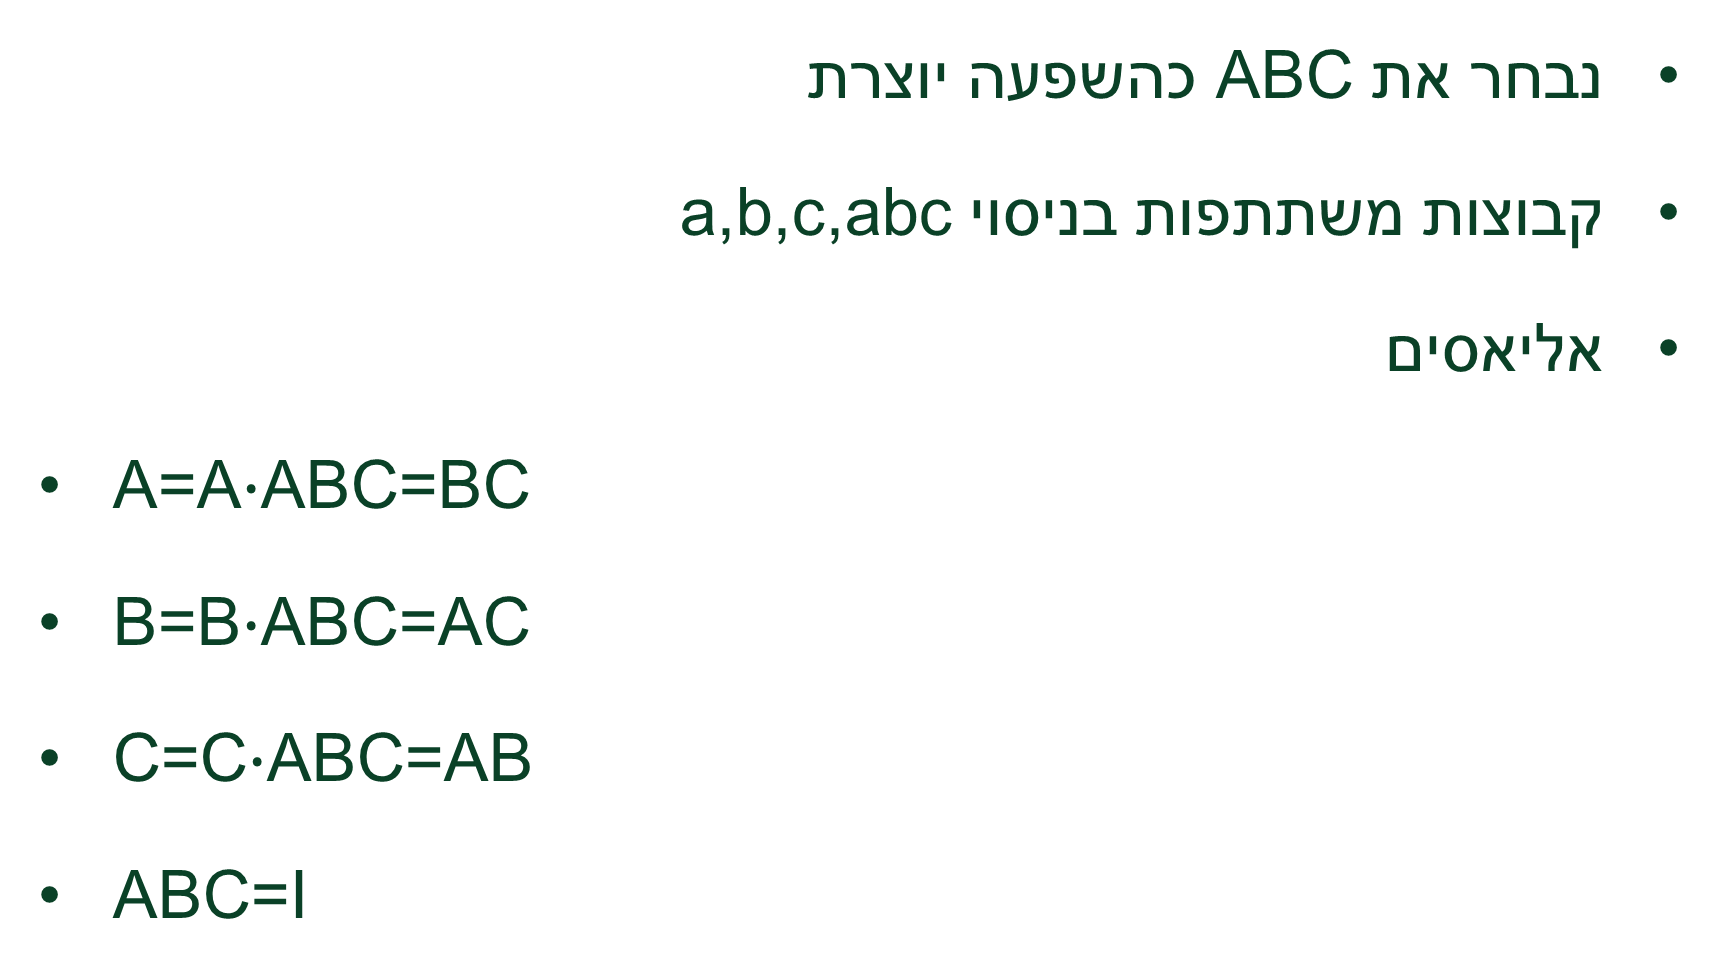 • נבחר את ABC כהשפעה יוצרת
• קבוצות משתתפות בניסוי a,b,c,abc
• אליאסים
• A=A·ABC=BC
• B=B·ABC=AC
• C=C·ABC=AB
• ABC=I